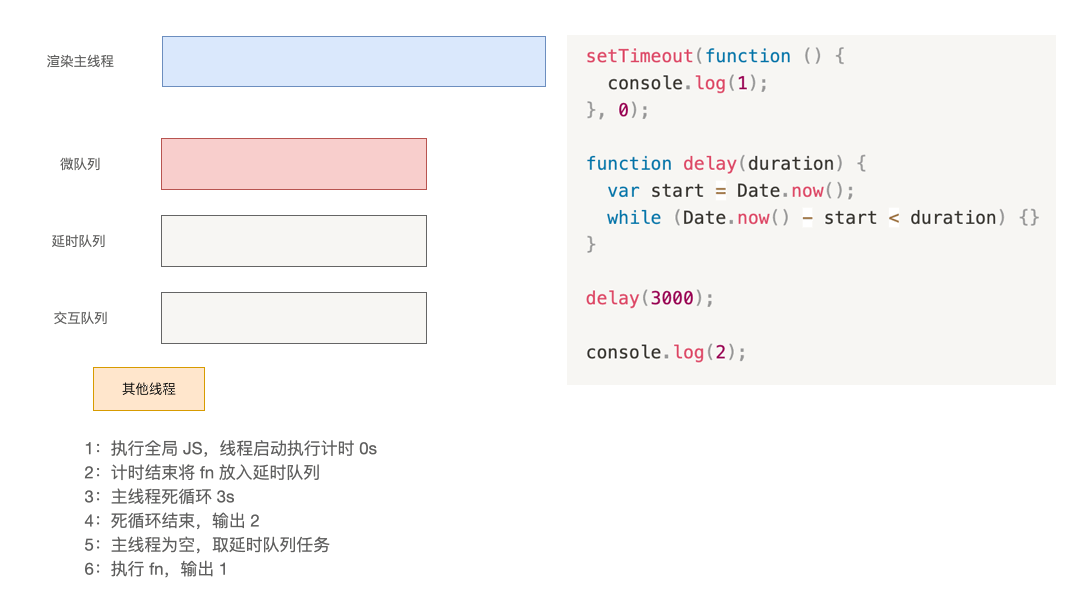 渲染主线程
微队列
延时队列
交互队列
其他线程
1：执行全局 JS，线程启动执行计时 0s
2：计时结束将 fn 放入延时队列
3：主线程死循环 3s
4：死循环结束，输出 2
5：主线程为空，取延时队列任务
6：执行 fn，输出 1
setTimeout(function () {
  console.log(1);
}, 0);
function delay(duration) {
  var start = Date.now();
  while (Date.now() - start < duration) {}
}
delay(3000);
console.log(2);